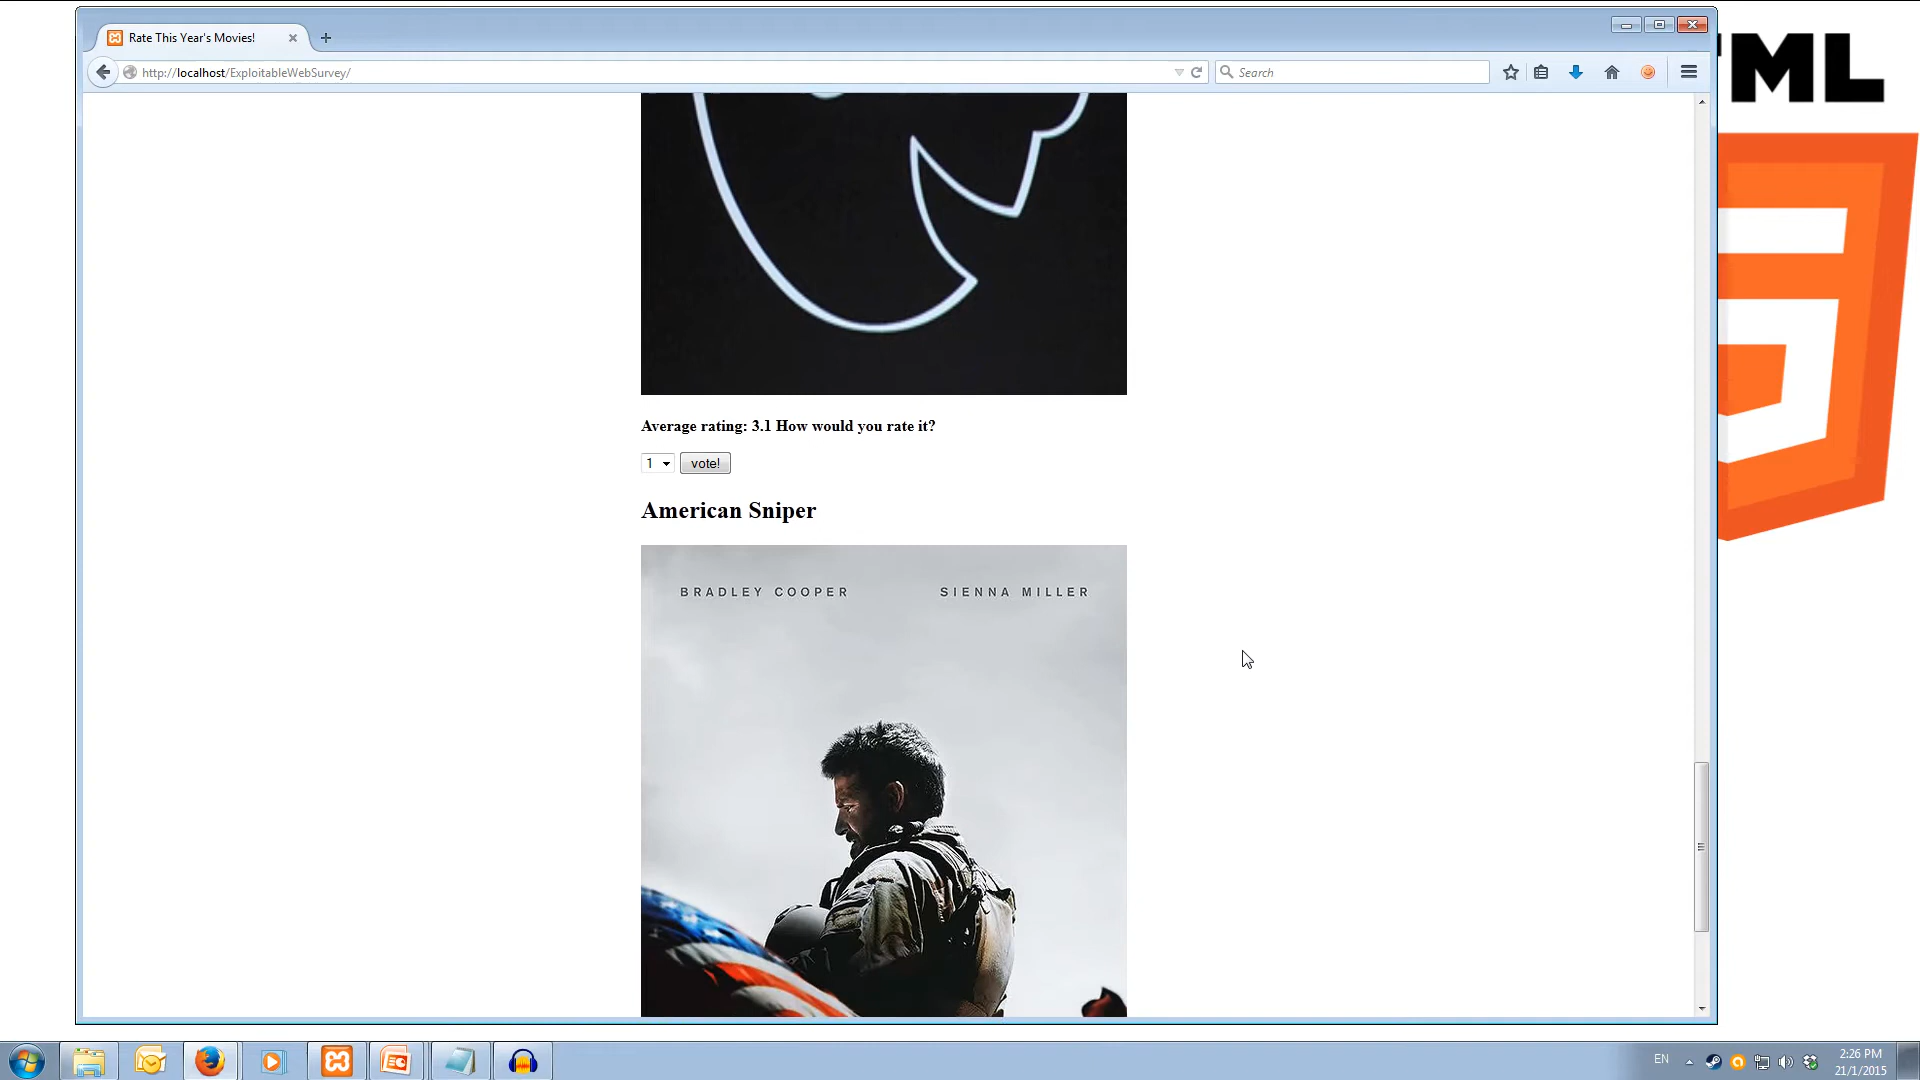 Rate This Year's Movies!
http://localhost/ExploitableWebSurvey/
Search
TML
Average rating: 3.1 How would you rate it?
1 vote!
American Sniper
BRADLEY COOPER SIENNA MILLER
EN
2:26 PM
21/1/2015